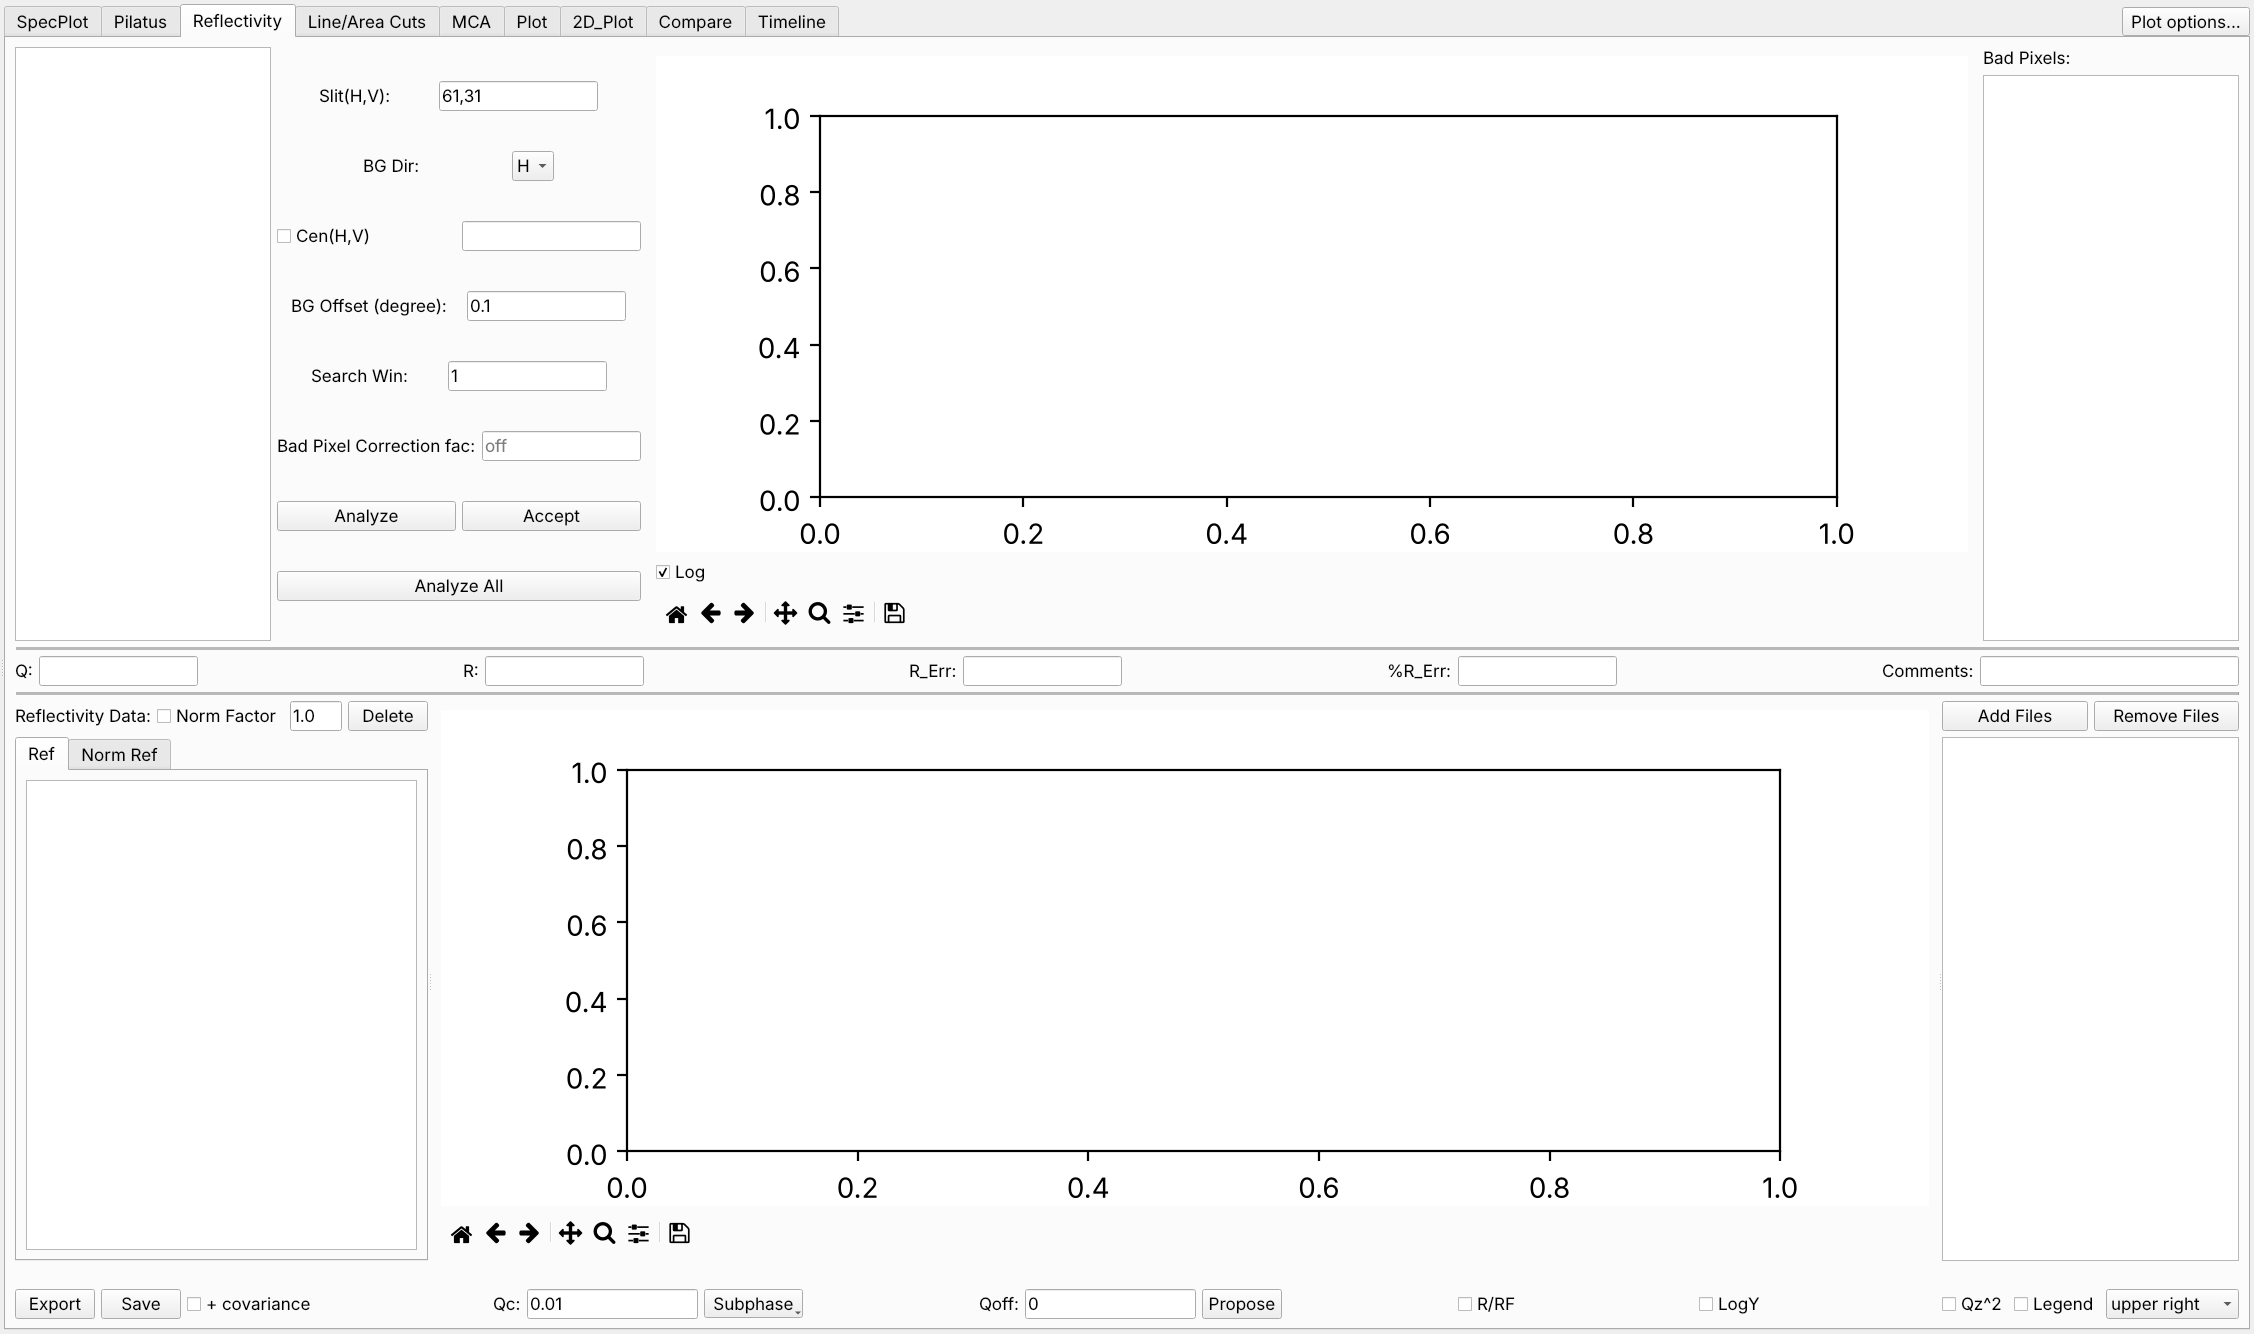 SpecPlot Pilatus Reflectivity Line/Area Cuts MCA Plot 2D_Plot Compare Timeline Plot options...
Bad Pixels:
Slit(H,V): 61,31
BG Dir: H
Cen(H,V)
BG Offset (degree): 0.1
Search Win: 1
Bad Pixel Correction fac: off
Analyze Accept
Analyze All
1.0
0.8
0.6
0.4
0.2
0.0
0.0 0.2 0.4 0.6 0.8 1.0
Log
Q: R: R_Err: %R_Err: Comments:
Reflectivity Data: Norm Factor 1.0 Delete Add Files Remove Files
Ref Norm Ref
1.0
0.8
0.6
0.4
0.2
0.0
0.0 0.2 0.4 0.6 0.8 1.0
Export Save + covariance Qc: 0.01 Subphase Qoff: 0 Propose R/RF LogY Qz^2 Legend upper right